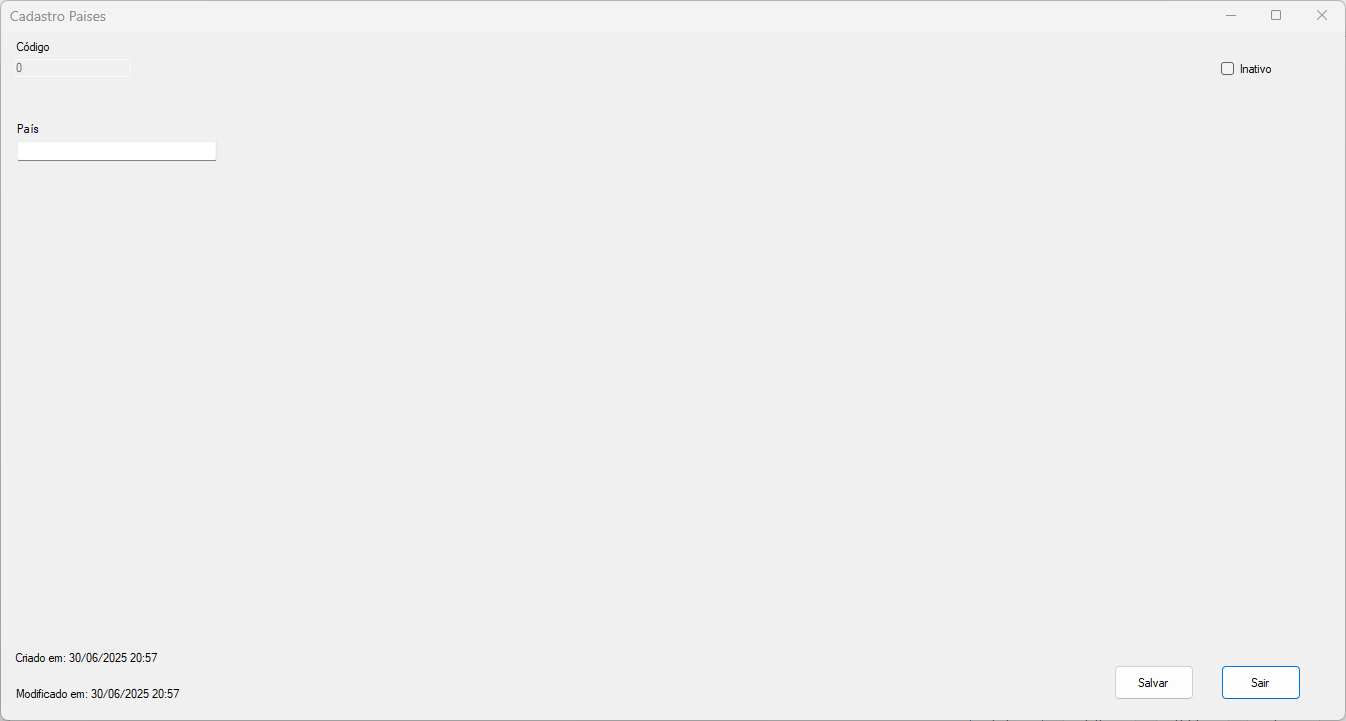 Cadastro Paises
Código
0
Inativo
País
Criado em: 30/06/2025 20:57
Modificado em: 30/06/2025 20:57
Salvar
Sair